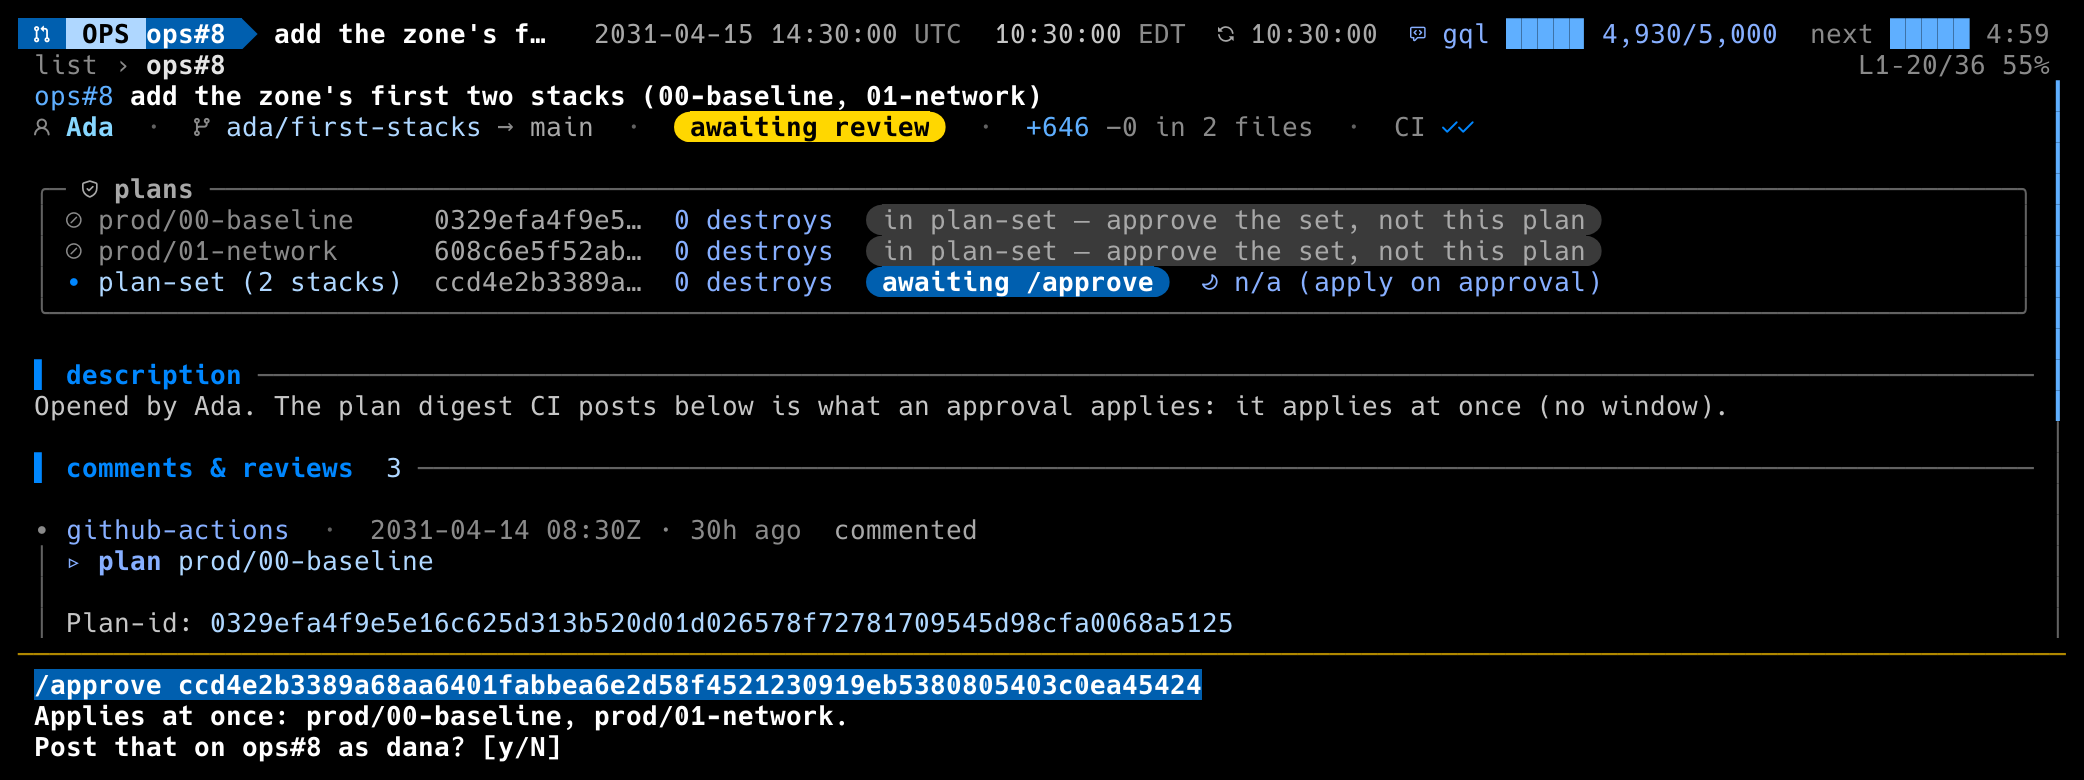 OPS ops#8 add the zone's f… 2031-04-15 14:30:00 UTC 10:30:00 EDT 10:30:00 gql 4,930/5,000 next 4:59
list › ops#8 L1-20/36 55%
ops#8 add the zone's first two stacks (00-baseline, 01-network)
Ada · ada/first-stacks → main · awaiting review · +646 −0 in 2 files · CI ✓✓
plans
prod/00-baseline 0329efa4f9e5… 0 destroys in plan-set — approve the set, not this plan
prod/01-network 608c6e5f52ab… 0 destroys in plan-set — approve the set, not this plan
• plan-set (2 stacks) ccd4e2b3389a… 0 destroys awaiting /approve n/a (apply on approval)
description
Opened by Ada. The plan digest CI posts below is what an approval applies: it applies at once (no window).
comments & reviews 3
• github-actions · 2031-04-14 08:30Z · 30h ago commented
▹ plan prod/00-baseline
Plan-id: 0329efa4f9e5e16c625d313b520d01d026578f72781709545d98cfa0068a5125
/approve ccd4e2b3389a68aa6401fabbea6e2d58f4521230919eb5380805403c0ea45424
Applies at once: prod/00-baseline, prod/01-network.
Post that on ops#8 as dana? [y/N]